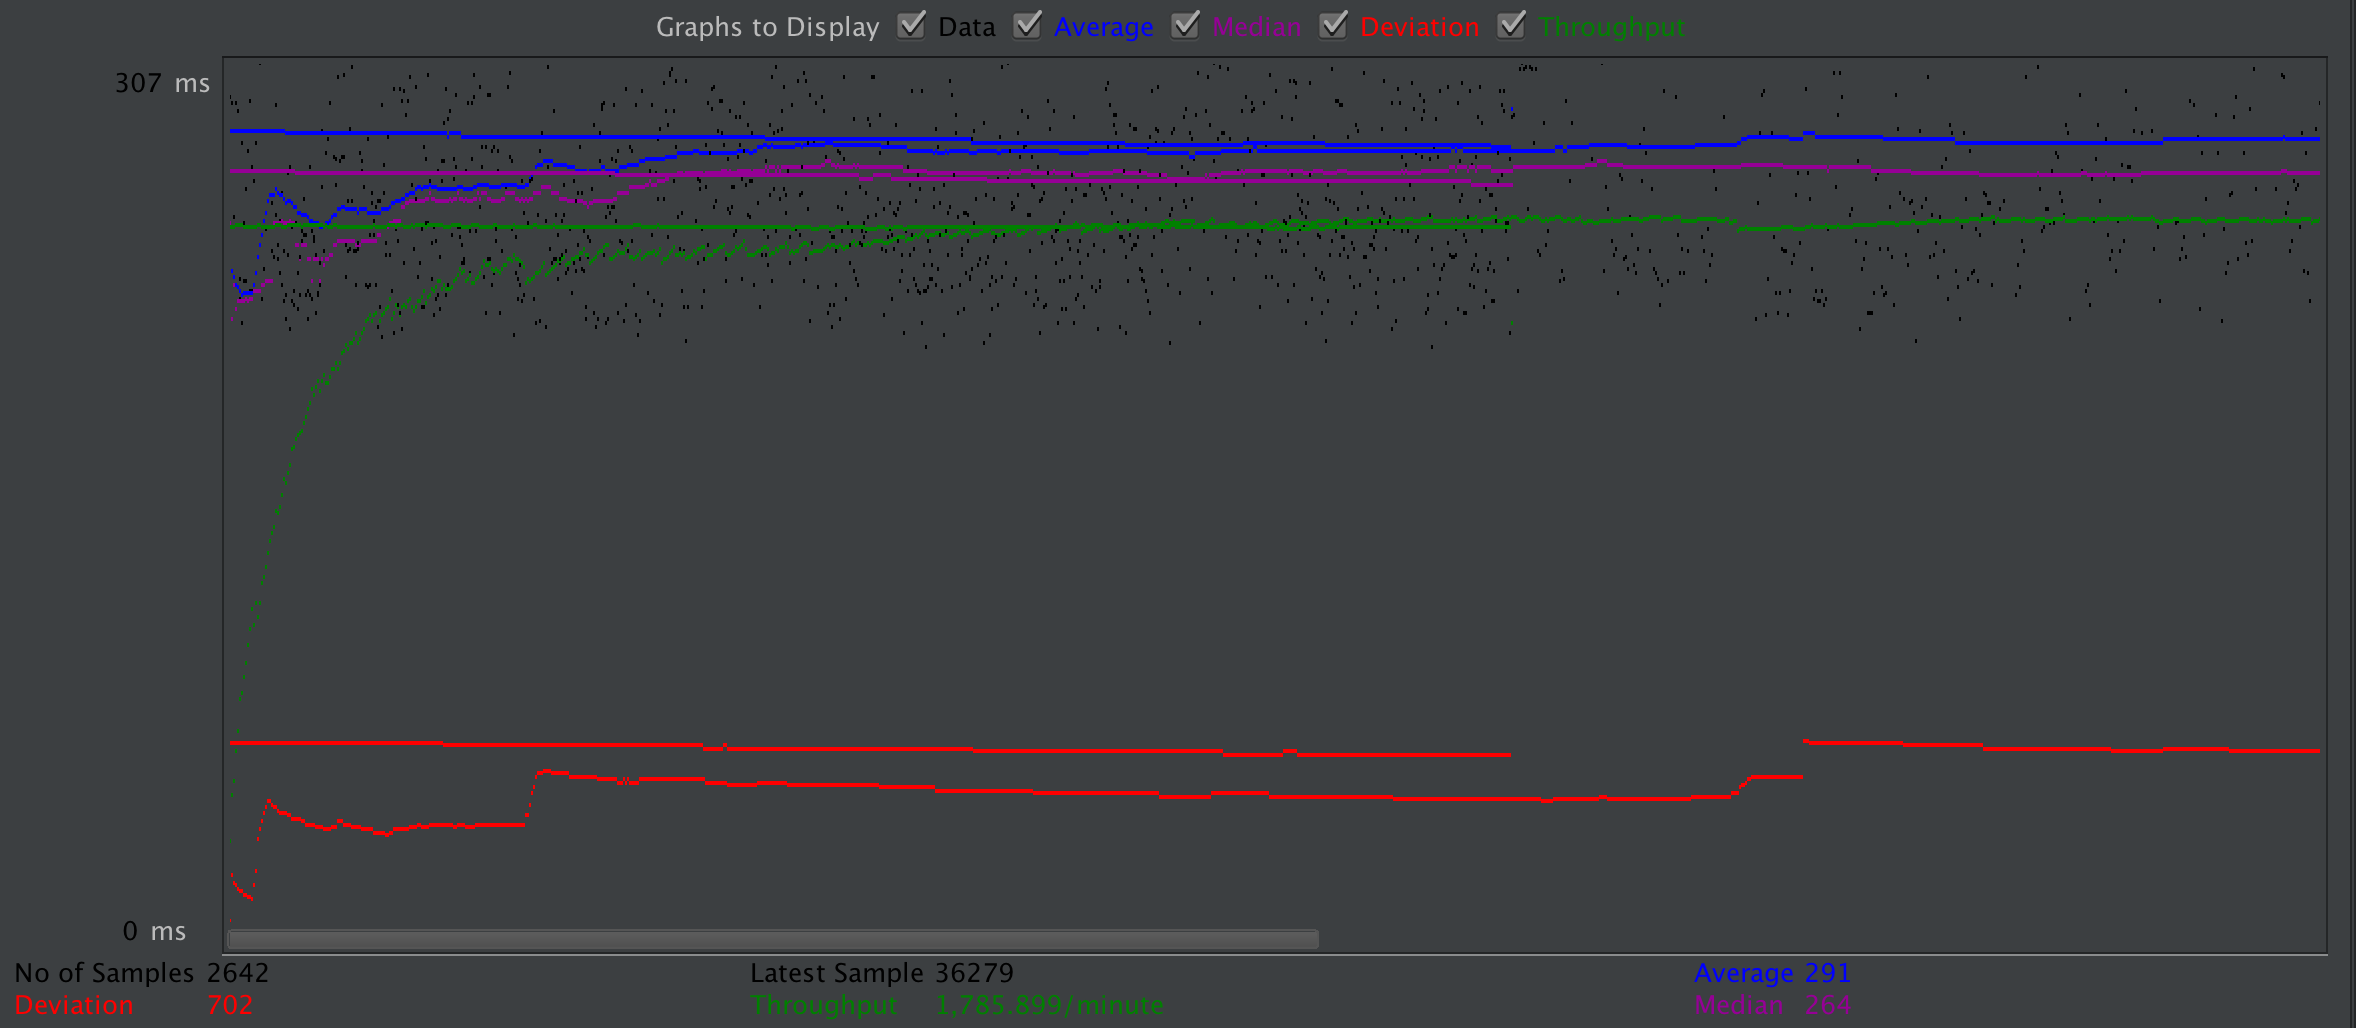 Graphs to Display Data Average Median Deviation Throughput
307 ms
0 ms
No of Samples 2642 Latest Sample 36279 Average 291
Deviation 702 Throughput 1,785.899/minute Median 264